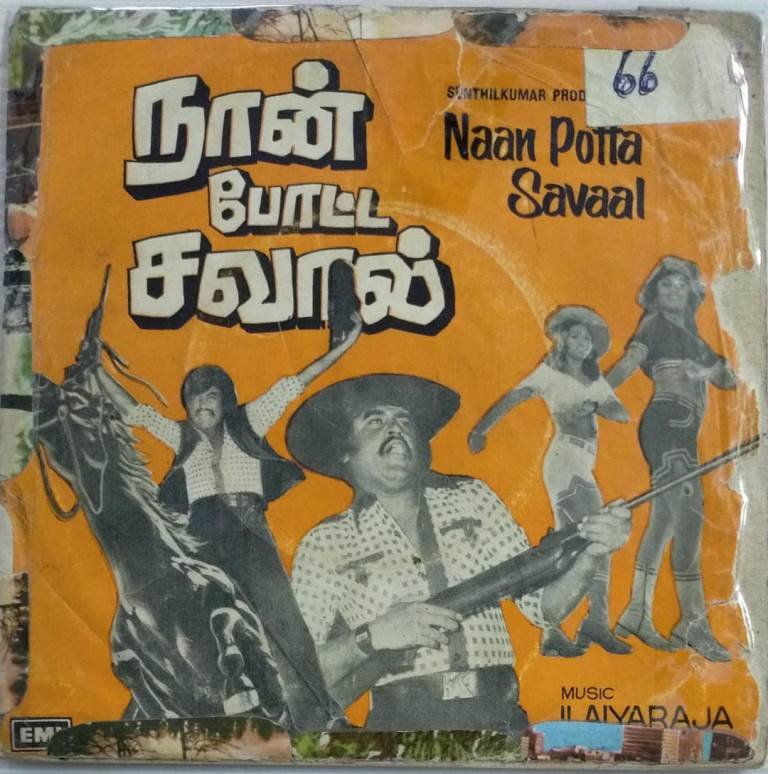 நான்
போட்ட
சவால்
SENTHILKUMAR PROD
66
Naan Potta
Savaal
MUSIC
ILAIYARAJA
EMI
K